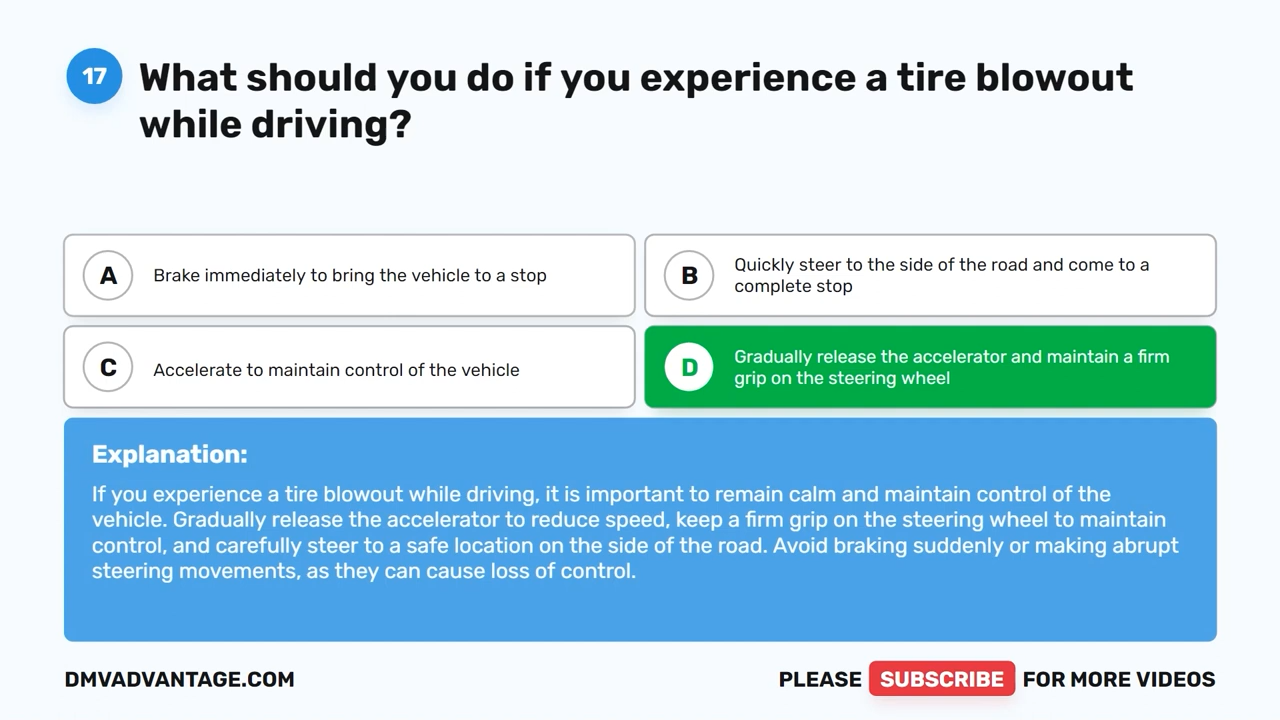 17
What should you do if you experience a tire blowout
while driving?
A
Brake immediately to bring the vehicle to a stop
B
Quickly steer to the side of the road and come to a
complete stop
C
Accelerate to maintain control of the vehicle
D
Gradually release the accelerator and maintain a firm
grip on the steering wheel
Explanation:
If you experience a tire blowout while driving, it is important to remain calm and maintain control of the
vehicle. Gradually release the accelerator to reduce speed, keep a firm grip on the steering wheel to maintain
control, and carefully steer to a safe location on the side of the road. Avoid braking suddenly or making abrupt
steering movements, as they can cause loss of control.
DMVADVANTAGE.COM
PLEASE SUBSCRIBE FOR MORE VIDEOS